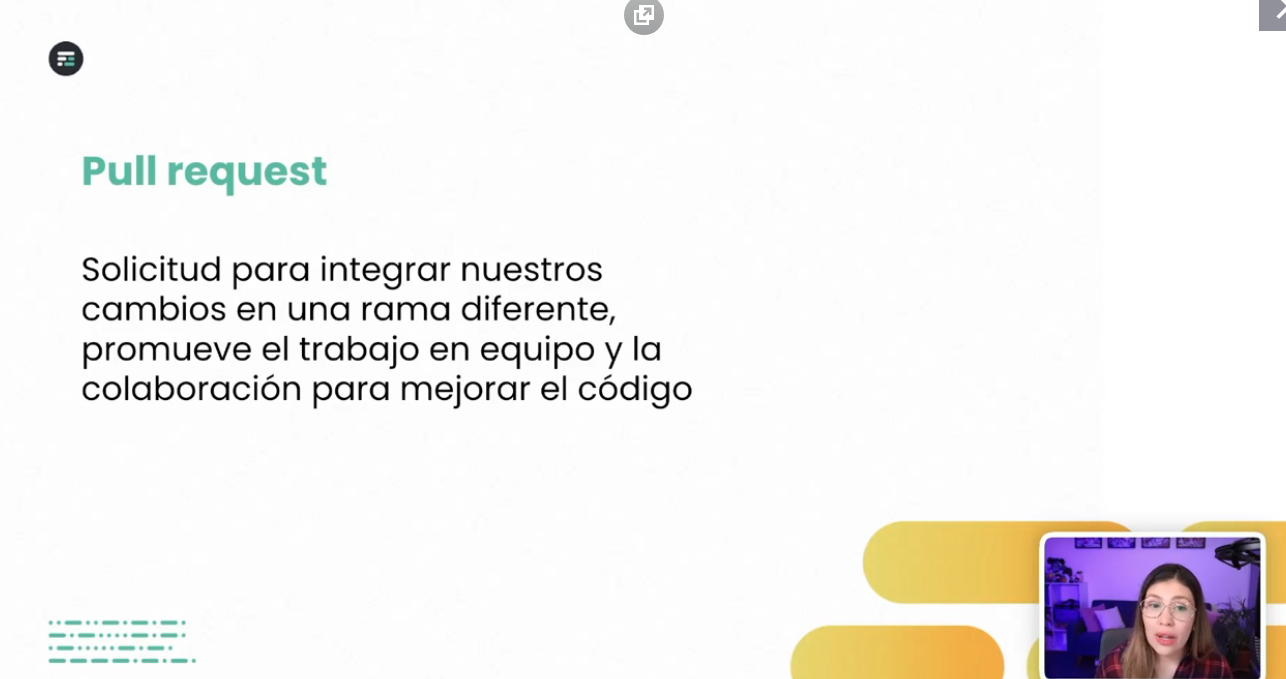 Pull request
Solicitud para integrar nuestros
cambios en una rama diferente,
promueve el trabajo en equipo y la
colaboración para mejorar el código